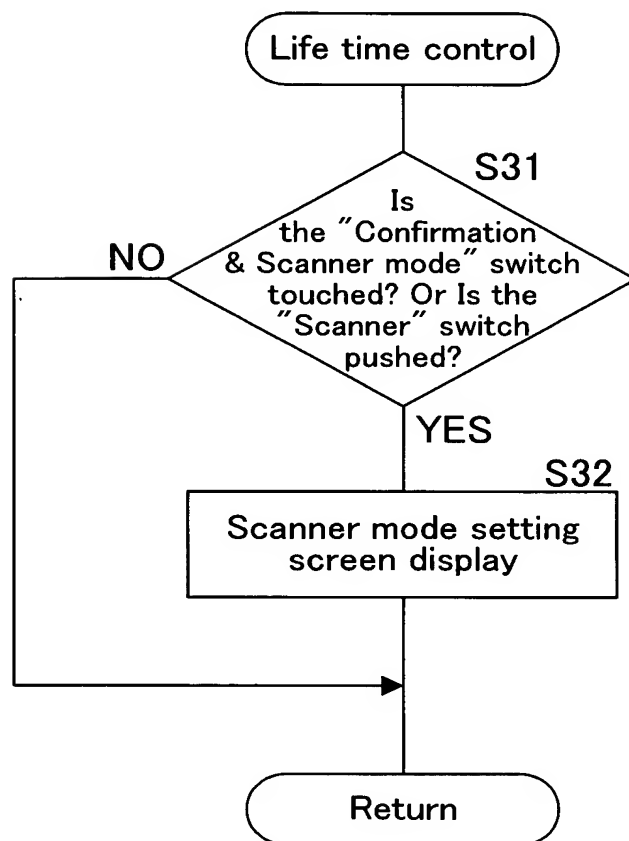 Life time control
S31
Is
the "Confirmation
& Scanner mode" switch
touched? Or Is the
"Scanner" switch
pushed?
NO
YES
S32
Scanner mode setting
screen display
Return